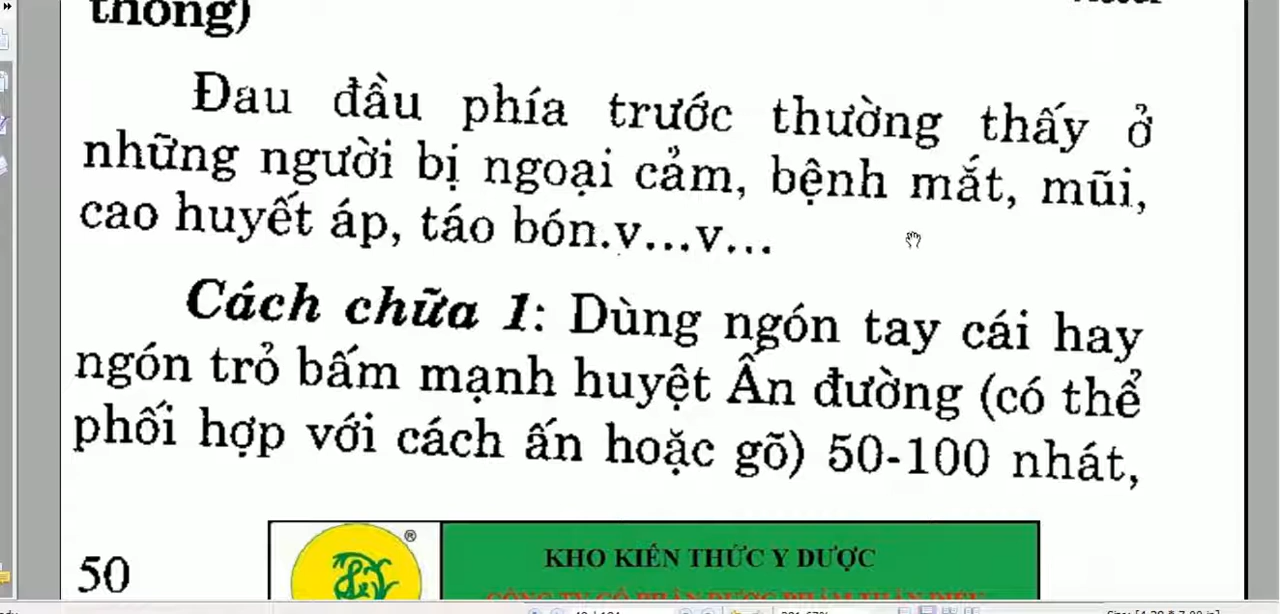 thống)
Đau đầu phía trước thường thấy ở
những người bị ngoại cảm, bệnh mắt, mũi,
cao huyết áp, táo bón.v...v...
Cách chữa 1: Dùng ngón tay cái hay
ngón trỏ bấm mạnh huyệt Ấn đường (có thể
phối hợp với cách ấn hoặc gõ) 50-100 nhát,
50
®
KHO KIẾN THỨC Y DƯỢC